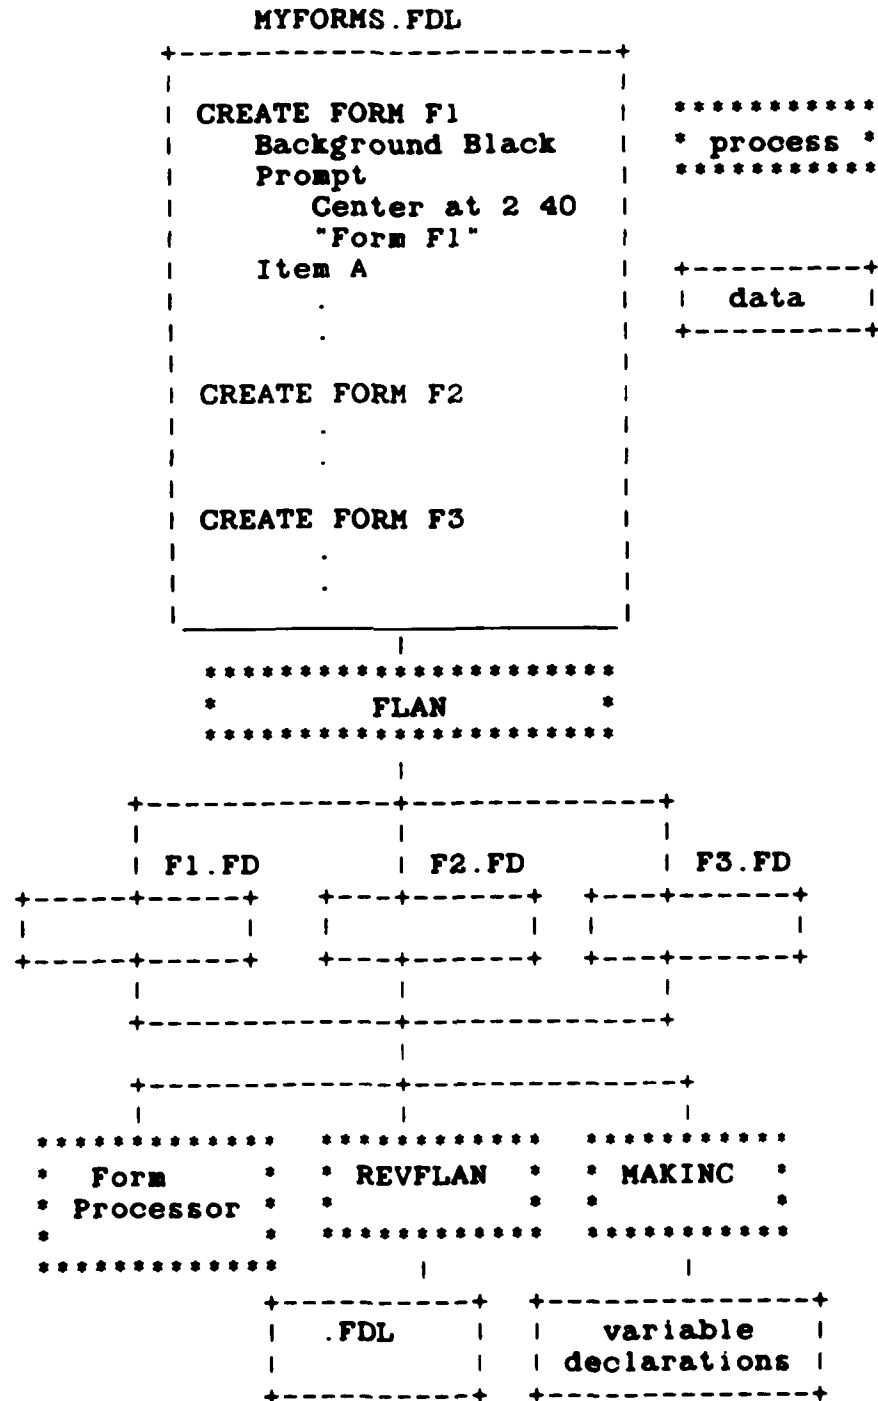 MYFORMS.FDL
CREATE FORM F1
Background Black
Prompt
Center at 2 40
"Form F1"
Item A
.
.
CREATE FORM F2
.
.
CREATE FORM F3
.
.
process
data
FLAN
F1.FD F2.FD F3.FD
Form
Processor
REVFLAN
MAKINC
.FDL
variable
declarations